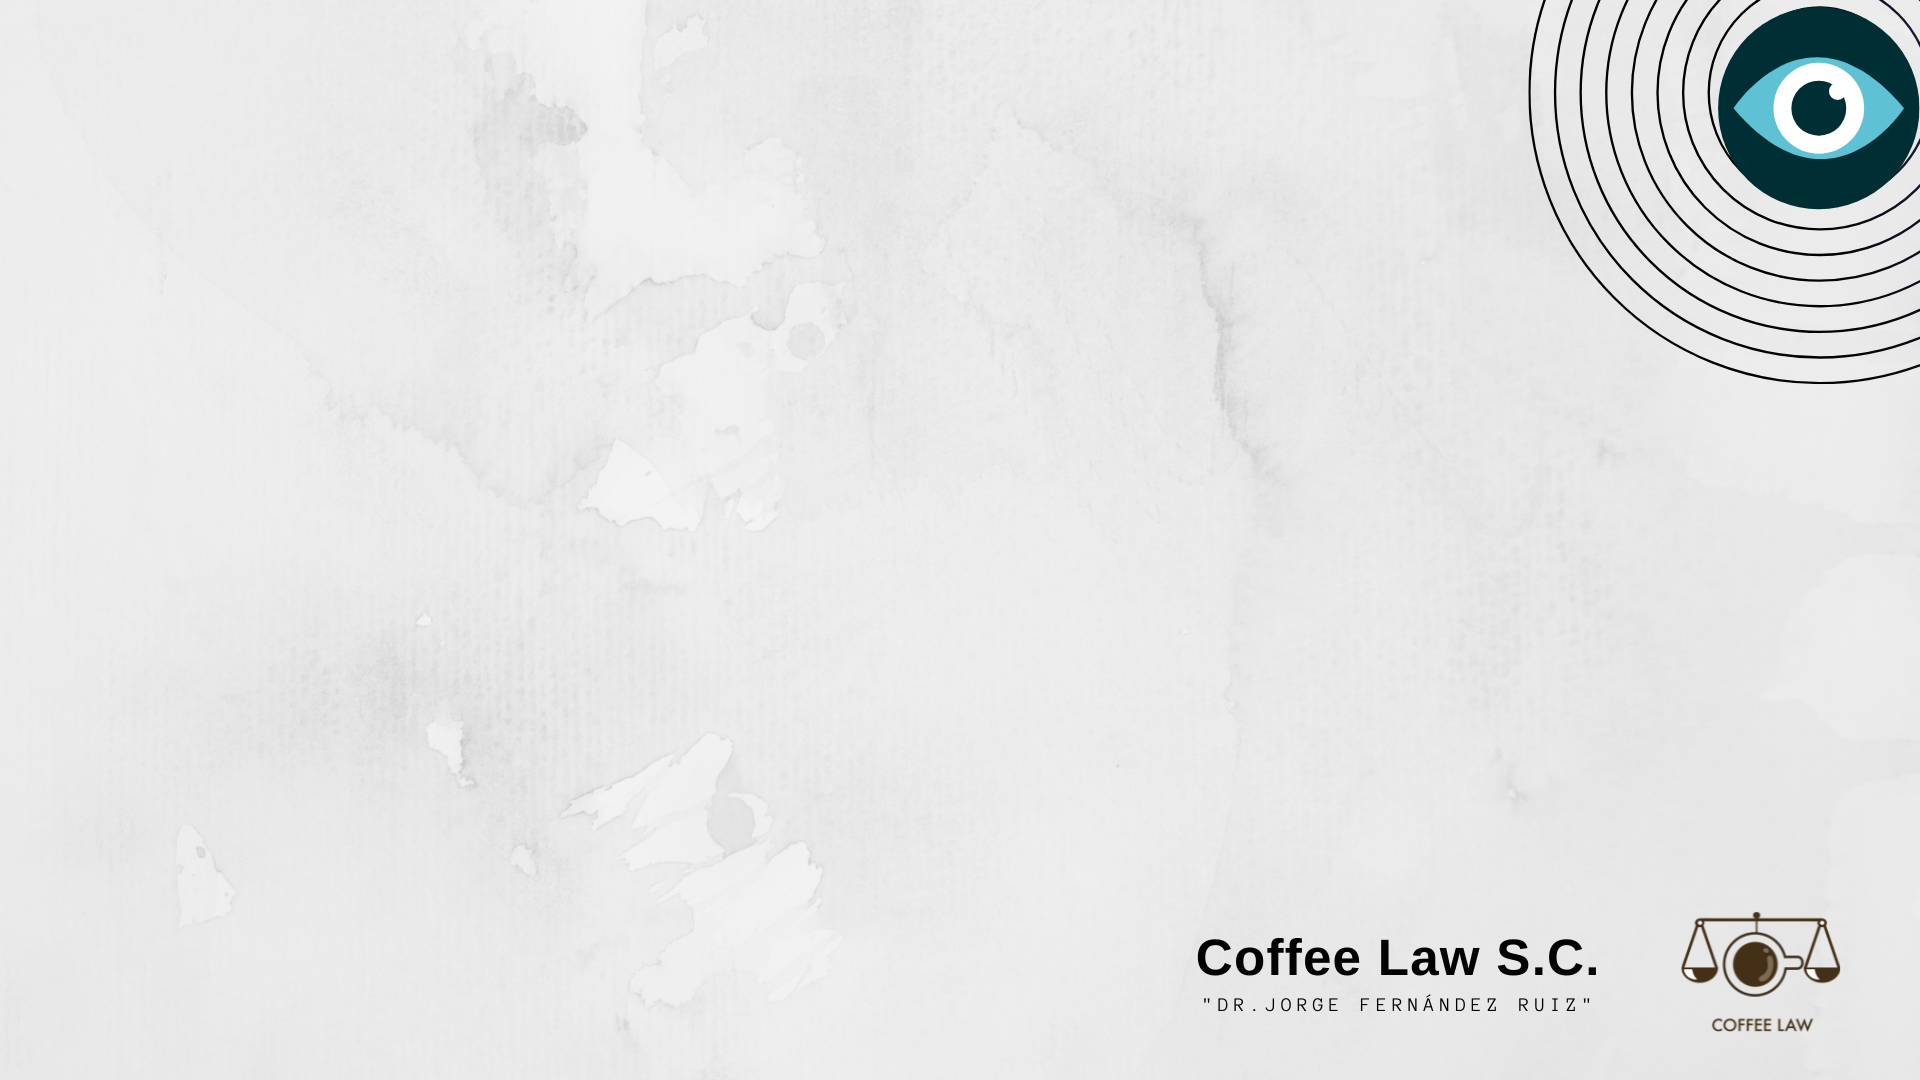 Coffee Law S.C.
"DR.JORGE FERNÁNDEZ RUIZ"
COFFEE LAW